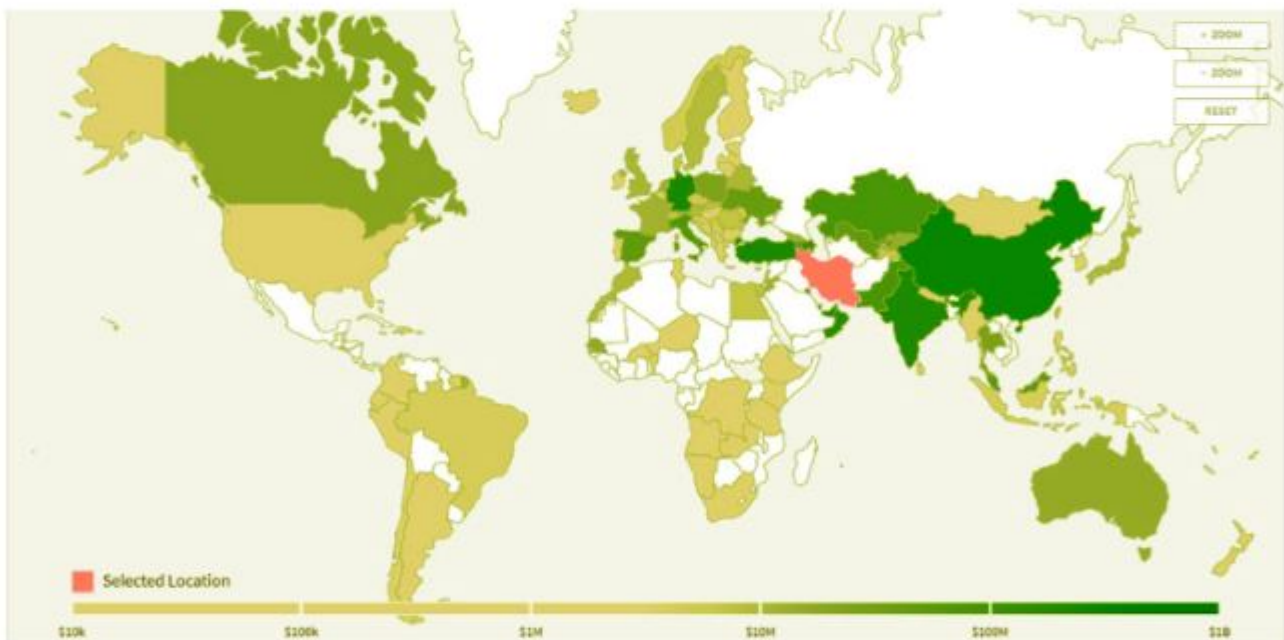 + ZOOM
- ZOOM
RESET
Selected Location
$10k
$100k
$1M
$10M
$100M
$1B